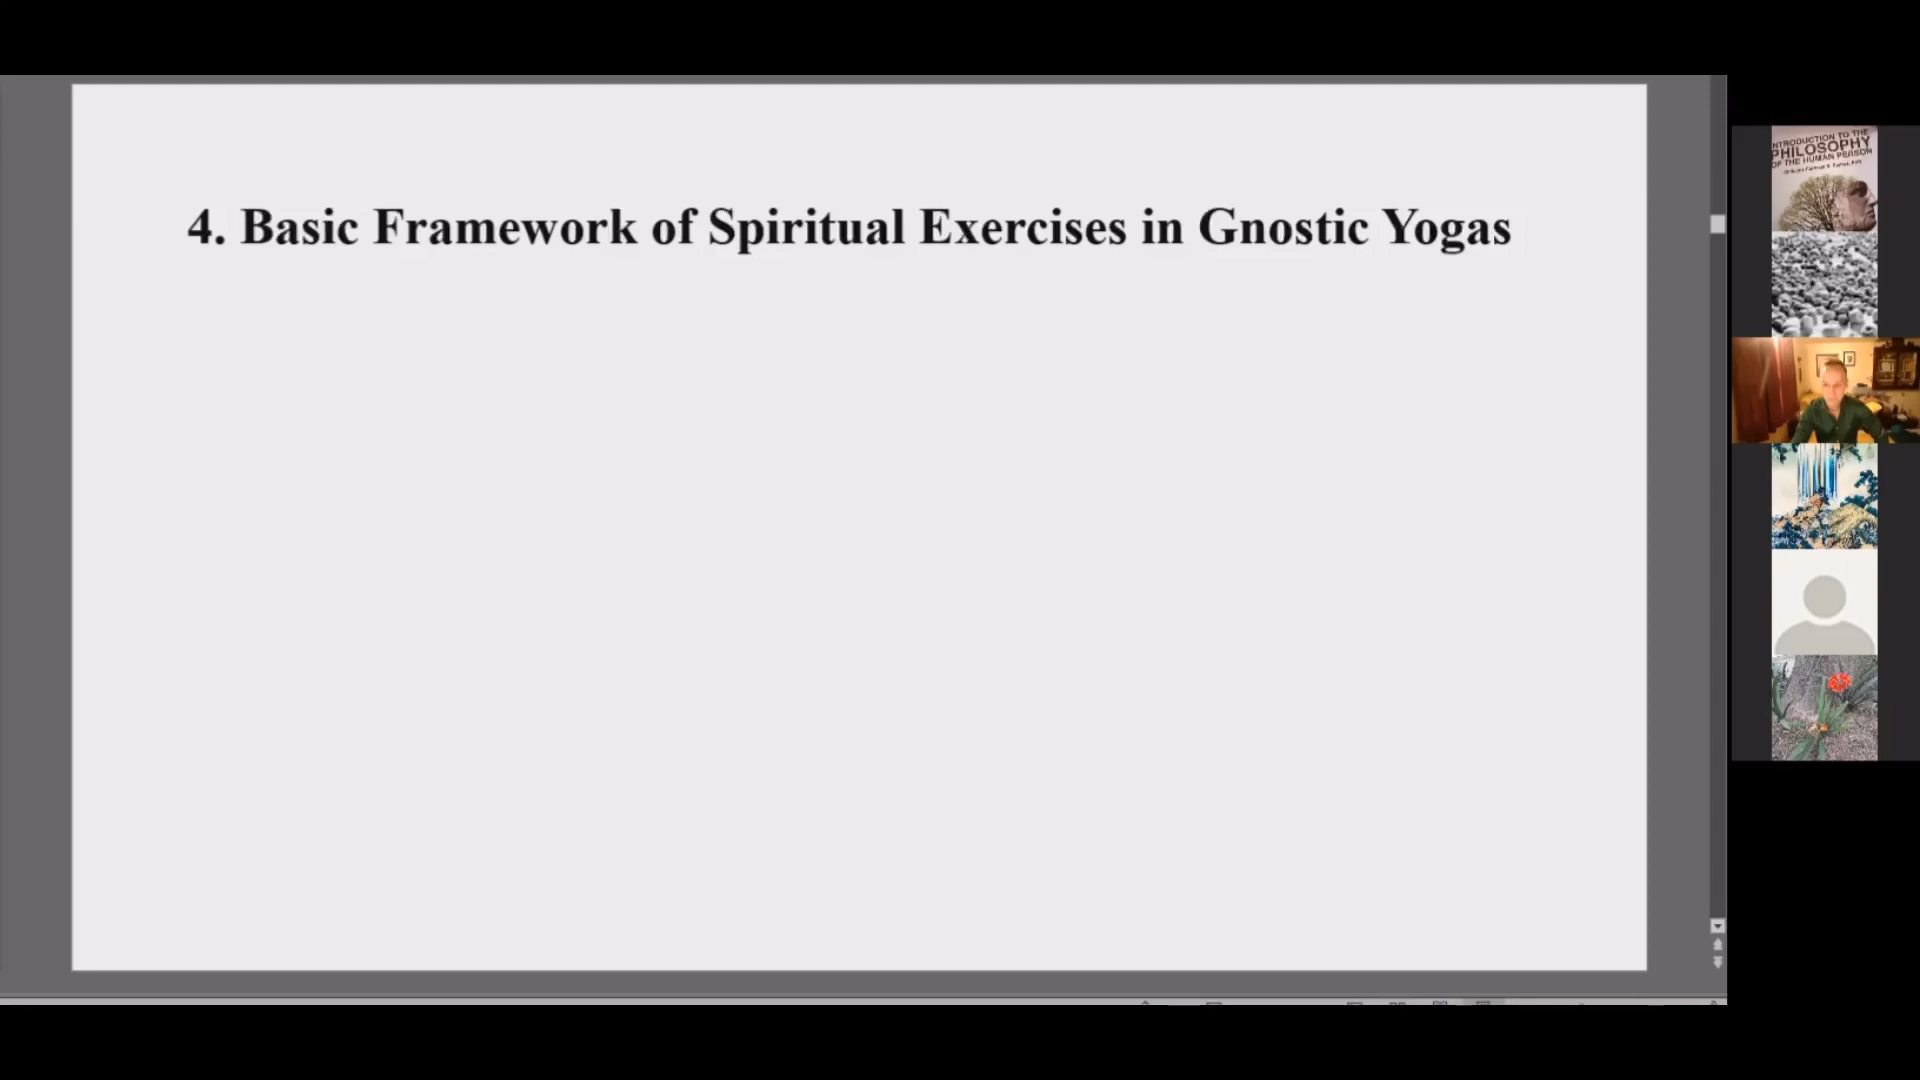 4. Basic Framework of Spiritual Exercises in Gnostic Yogas
INTRODUCTION TO THE
PHILOSOPHY
OF THE HUMAN PERSON